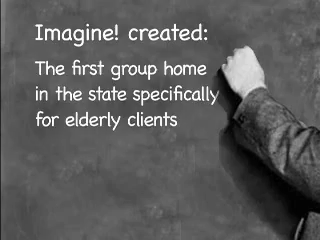 Imagine! created:
The first group home
in the state specifically
for elderly clients